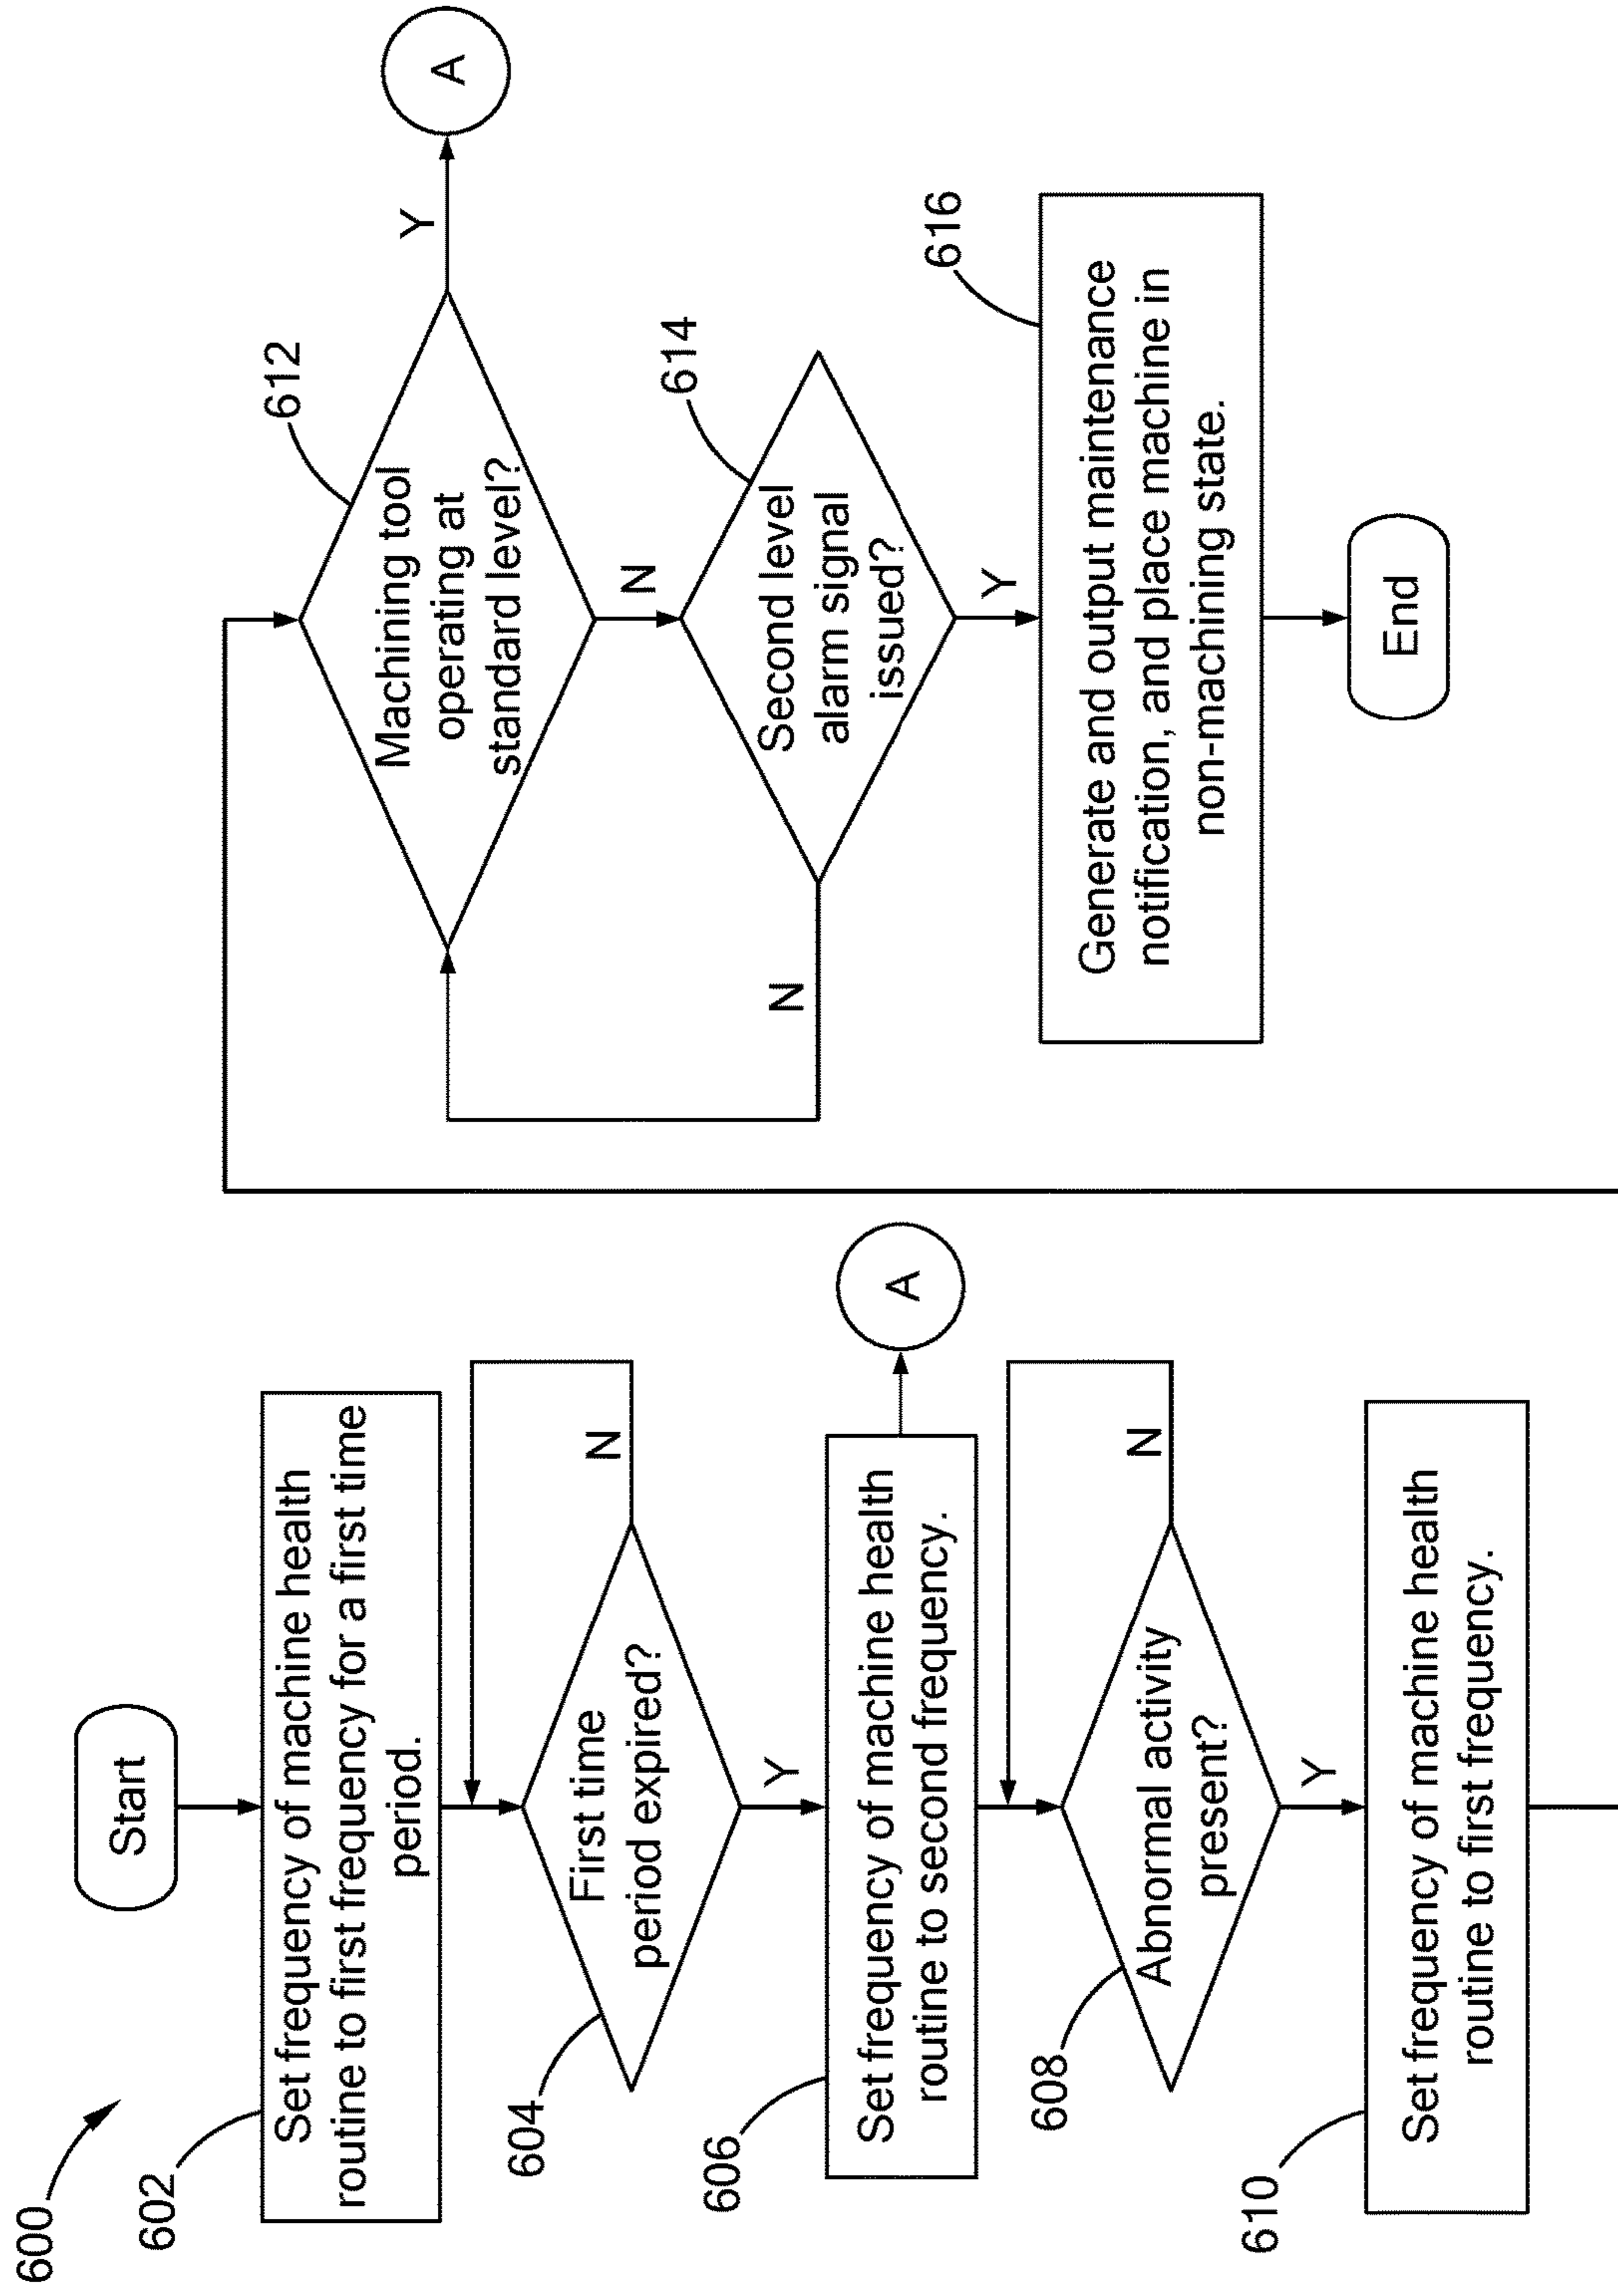 600
Start
602
Set frequency of machine health
routine to first frequency for a first time
period.
604
First time
period expired?
N
Y
606
Set frequency of machine health
routine to second frequency.
A
608
Abnormal activity
present?
N
Y
610
Set frequency of machine health
routine to first frequency.
612
Machining tool
operating at
standard level?
Y
A
N
614
Second level
alarm signal
issued?
N
Y
616
Generate and output maintenance
notification, and place machine in
non-machining state.
End